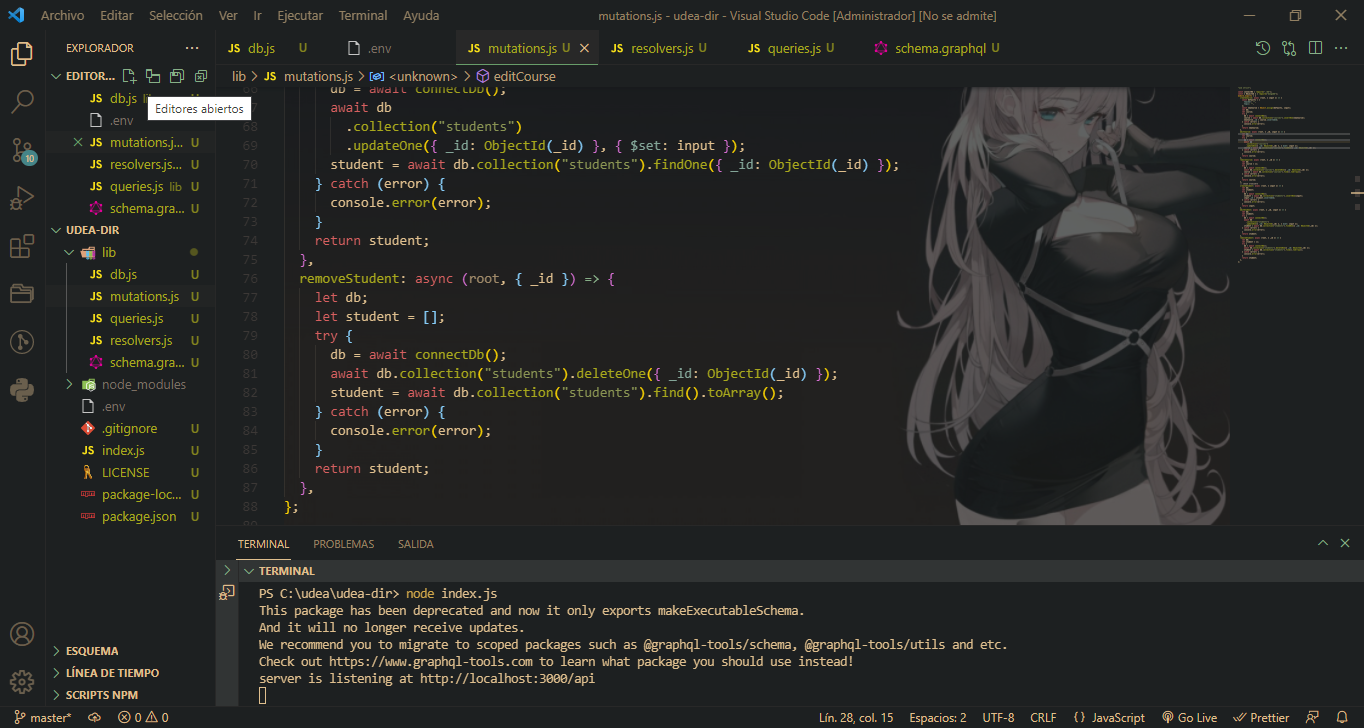 Archivo Editar Selección Ver Ir Ejecutar Terminal Ayuda mutations.js - udea-dir - Visual Studio Code [Administrador] [No se admite]
EXPLORADOR ···
JS db.js U .env JS mutations.js U JS resolvers.js U JS queries.js U schema.graphql U ···
EDITOR...
JS db.js
Editores abiertos
.env
JS mutations.j... U
JS resolvers.js... U
JS queries.js lib U
schema.gra... U
UDEA-DIR
lib
JS db.js U
JS mutations.js U
JS queries.js U
JS resolvers.js U
schema.gra... U
node_modules
.env
.gitignore U
JS index.js U
LICENSE U
package-loc... U
package.json U
10
ESQUEMA
LÍNEA DE TIEMPO
SCRIPTS NPM
lib > JS mutations.js > <unknown> > editCourse
db = await connectDb();
67 await db
68 .collection("students")
69 .updateOne({ _id: ObjectId(_id) }, { $set: input });
70 student = await db.collection("students").findOne({ _id: ObjectId(_id) });
71 } catch (error) {
72 console.error(error);
73 }
74 return student;
75 },
76 removeStudent: async (root, { _id }) => {
77 let db;
78 let student = [];
79 try {
80 db = await connectDb();
81 await db.collection("students").deleteOne({ _id: ObjectId(_id) });
82 student = await db.collection("students").find().toArray();
83 } catch (error) {
84 console.error(error);
85 }
86 return student;
87 },
88 };
TERMINAL PROBLEMAS SALIDA
TERMINAL
PS C:\udea\udea-dir> node index.js
This package has been deprecated and now it only exports makeExecutableSchema.
And it will no longer receive updates.
We recommend you to migrate to scoped packages such as @graphql-tools/schema, @graphql-tools/utils and etc.
Check out https://www.graphql-tools.com to learn what package you should use instead!
server is listening at http://localhost:3000/api
master* 0 0 Lín. 28, col. 15 Espacios: 2 UTF-8 CRLF {} JavaScript Go Live Prettier